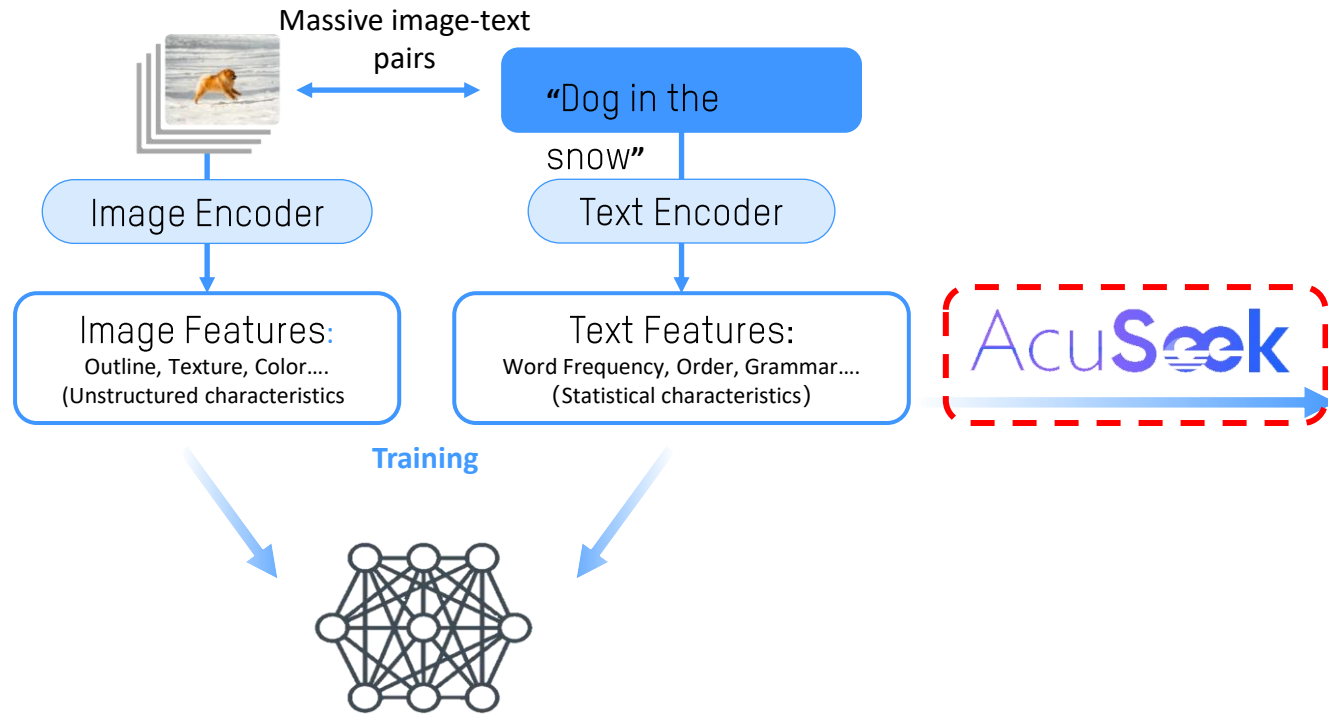 Massive image-text
pairs
“Dog in the
snow”
Image Encoder
Text Encoder
Image Features:
Outline, Texture, Color....
(Unstructured characteristics
Text Features:
Word Frequency, Order, Grammar....
(Statistical characteristics)
AcuSeek
Training